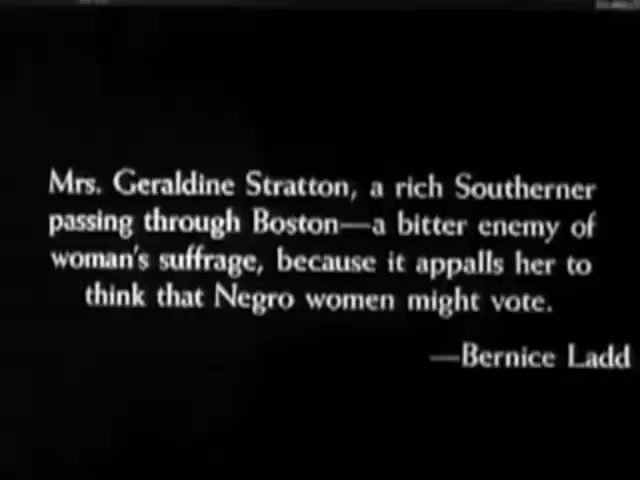 Mrs. Geraldine Stratton, a rich Southerner
passing through Boston—a bitter enemy of
woman's suffrage, because it appalls her to
think that Negro women might vote.
—Bernice Ladd